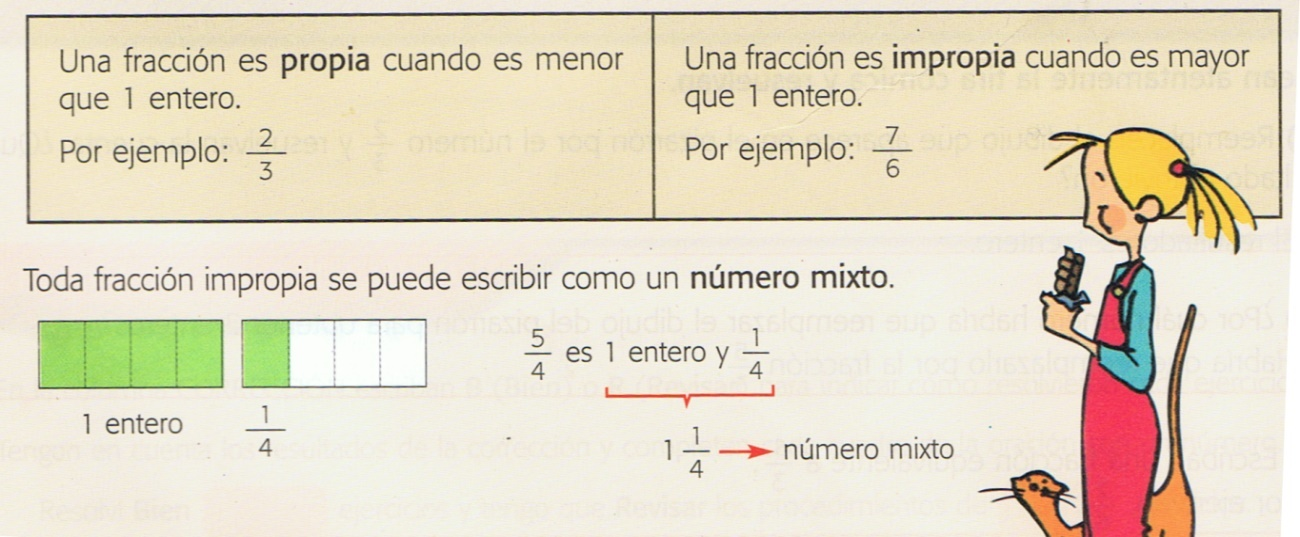 Una fracción es propia cuando es menor
que 1 entero.
Por ejemplo: 2/3
Una fracción es impropia cuando es mayor
que 1 entero.
Por ejemplo: 7/6
Toda fracción impropia se puede escribir como un número mixto.
5/4 es 1 entero y 1/4
1 entero 1/4
1 1/4 → número mixto